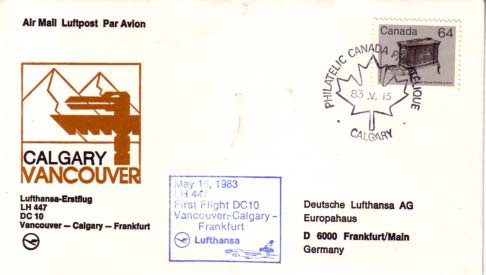 Air Mail Luftpost Par Avion
Canada 64
PHILATELIC CANADA PHILATÉLIQUE
83 .V. 15
CALGARY
CALGARY
VANCOUVER
Lufthansa-Erstflug
LH 447
DC 10
Vancouver – Calgary – Frankfurt
May 15, 1983
LH 447
First Flight DC10
Vancouver-Calgary -
Frankfurt
Lufthansa
Deutsche Lufthansa AG
Europahaus
D 6000 Frankfurt/Main
Germany